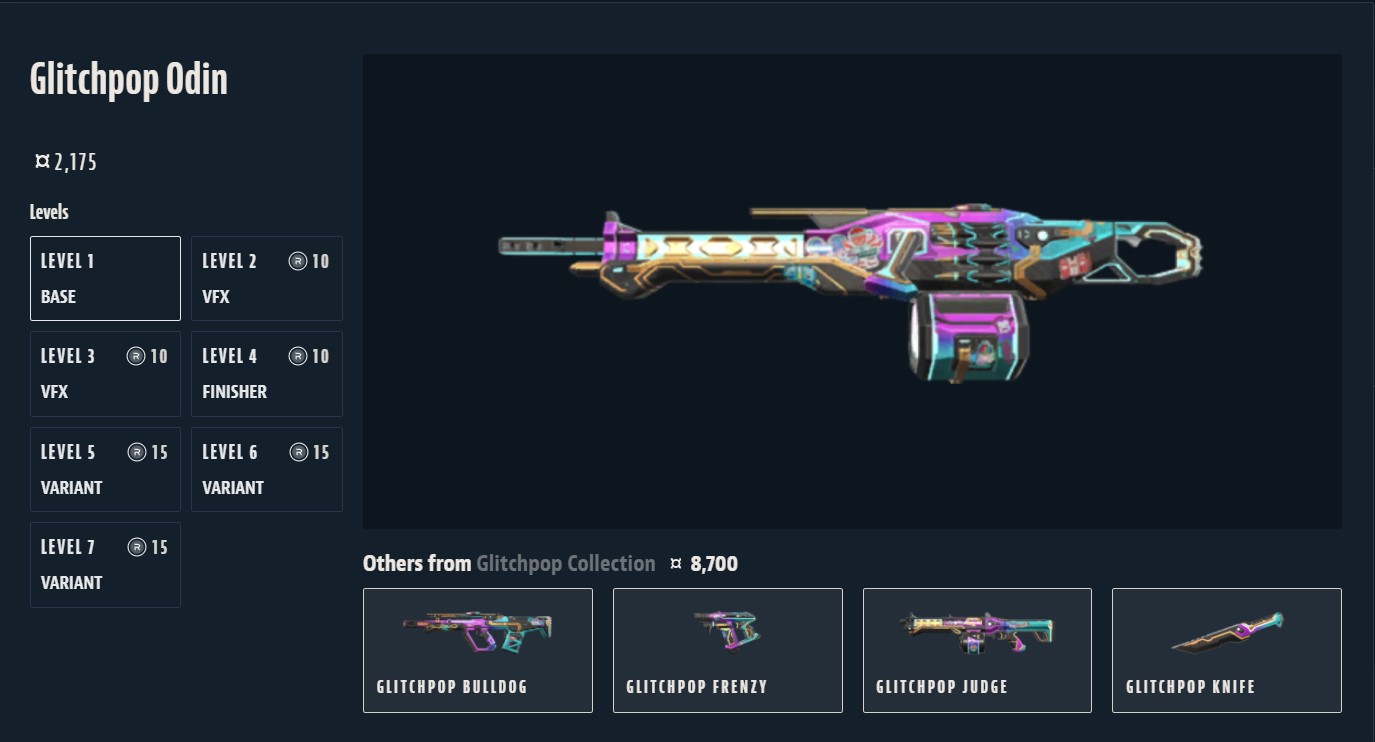 Glitchpop Odin
¤ 2,175
Levels
LEVEL 1
BASE
LEVEL 2 R 10
VFX
LEVEL 3 R 10
VFX
LEVEL 4 R 10
FINISHER
LEVEL 5 R 15
VARIANT
LEVEL 6 R 15
VARIANT
LEVEL 7 R 15
VARIANT
Others from Glitchpop Collection ¤ 8,700
GLITCHPOP BULLDOG
GLITCHPOP FRENZY
GLITCHPOP JUDGE
GLITCHPOP KNIFE